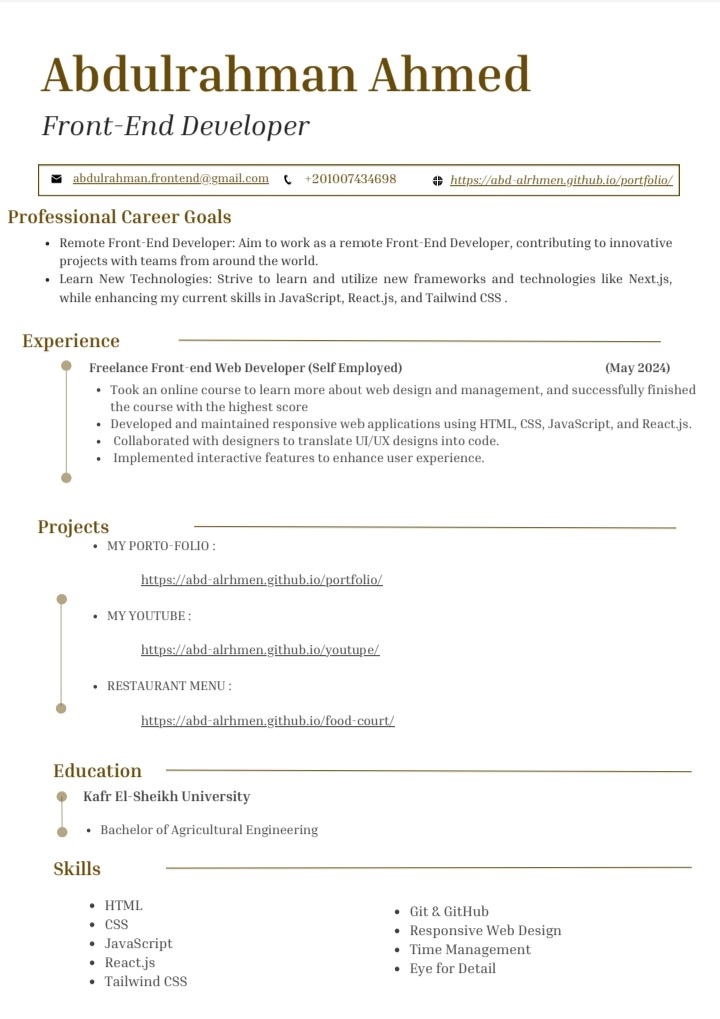 Abdulrahman Ahmed
Front-End Developer
abdulrahman.frontend@gmail.com +201007434698 https://abd-alrhmen.github.io/portfolio/
Professional Career Goals
• Remote Front-End Developer: Aim to work as a remote Front-End Developer, contributing to innovative
projects with teams from around the world.
• Learn New Technologies: Strive to learn and utilize new frameworks and technologies like Next.js,
while enhancing my current skills in JavaScript, React.js, and Tailwind CSS .
Experience
Freelance Front-end Web Developer (Self Employed) (May 2024)
• Took an online course to learn more about web design and management, and successfully finished
the course with the highest score
• Developed and maintained responsive web applications using HTML, CSS, JavaScript, and React.js.
• Collaborated with designers to translate UI/UX designs into code.
• Implemented interactive features to enhance user experience.
Projects
• MY PORTO-FOLIO :
https://abd-alrhmen.github.io/portfolio/
• MY YOUTUBE :
https://abd-alrhmen.github.io/youtupe/
• RESTAURANT MENU :
https://abd-alrhmen.github.io/food-court/
Education
Kafr El-Sheikh University
• Bachelor of Agricultural Engineering
Skills
• HTML
• CSS
• JavaScript
• React.js
• Tailwind CSS
• Git & GitHub
• Responsive Web Design
• Time Management
• Eye for Detail